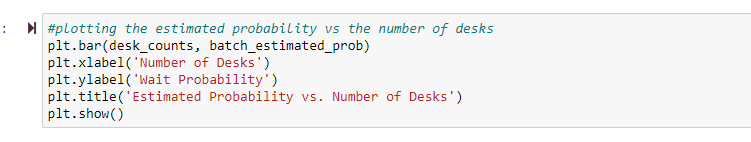 :
#plotting the estimated probability vs the number of desks
plt.bar(desk_counts, batch_estimated_prob)
plt.xlabel('Number of Desks')
plt.ylabel('Wait Probability')
plt.title('Estimated Probability vs. Number of Desks')
plt.show()